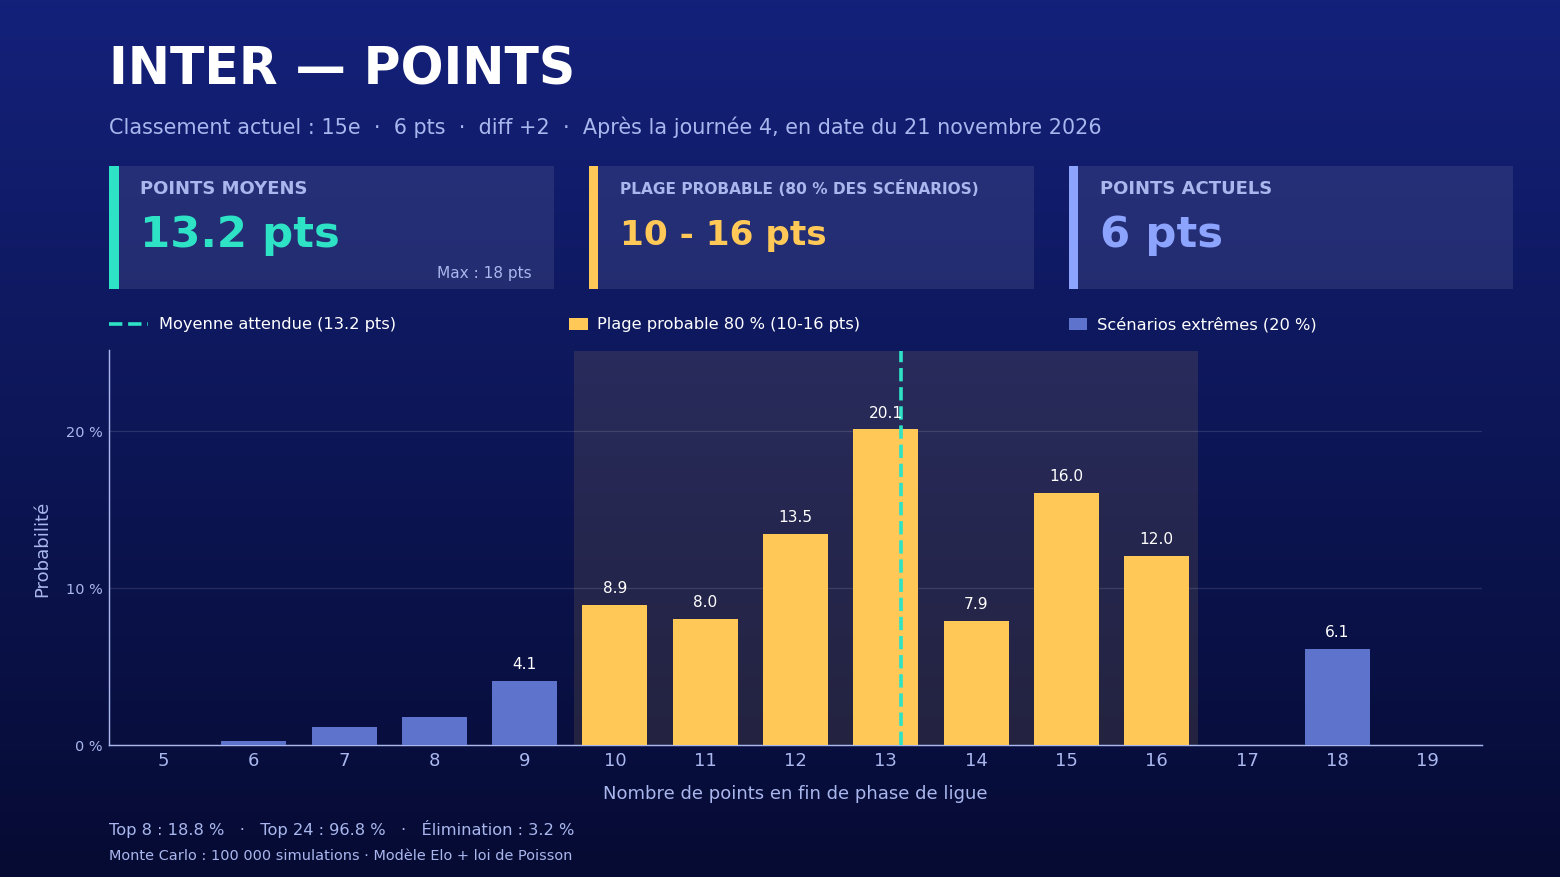 INTER — POINTS
Classement actuel : 15e · 6 pts · diff +2 · Après la journée 4, en date du 21 novembre 2026
POINTS MOYENS
13.2 pts
Max : 18 pts
PLAGE PROBABLE (80 % DES SCÉNARIOS)
10 - 16 pts
POINTS ACTUELS
6 pts
Moyenne attendue (13.2 pts)
Plage probable 80 % (10-16 pts)
Scénarios extrêmes (20 %)
Probabilité
20 %
10 %
0 %
4.1
8.9
8.0
13.5
20.1
7.9
16.0
12.0
6.1
5 6 7 8 9 10 11 12 13 14 15 16 17 18 19
Nombre de points en fin de phase de ligue
Top 8 : 18.8 % · Top 24 : 96.8 % · Élimination : 3.2 %
Monte Carlo : 100 000 simulations · Modèle Elo + loi de Poisson